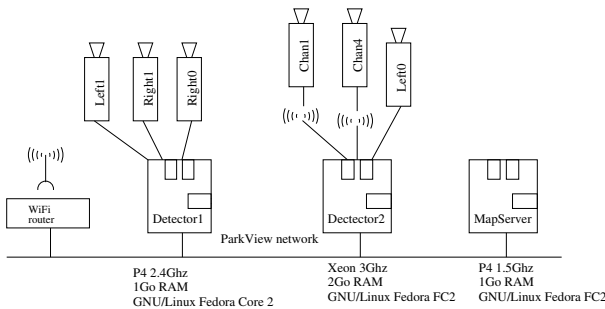 Left1
Right1
Right0
Chan1
Chan4
Left0
WiFi
router
Detector1
Dectector2
MapServer
ParkView network
P4 2.4Ghz
1Go RAM
GNU/Linux Fedora Core 2
Xeon 3Ghz
2Go RAM
GNU/Linux Fedora FC2
P4 1.5Ghz
1Go RAM
GNU/Linux Fedora FC2